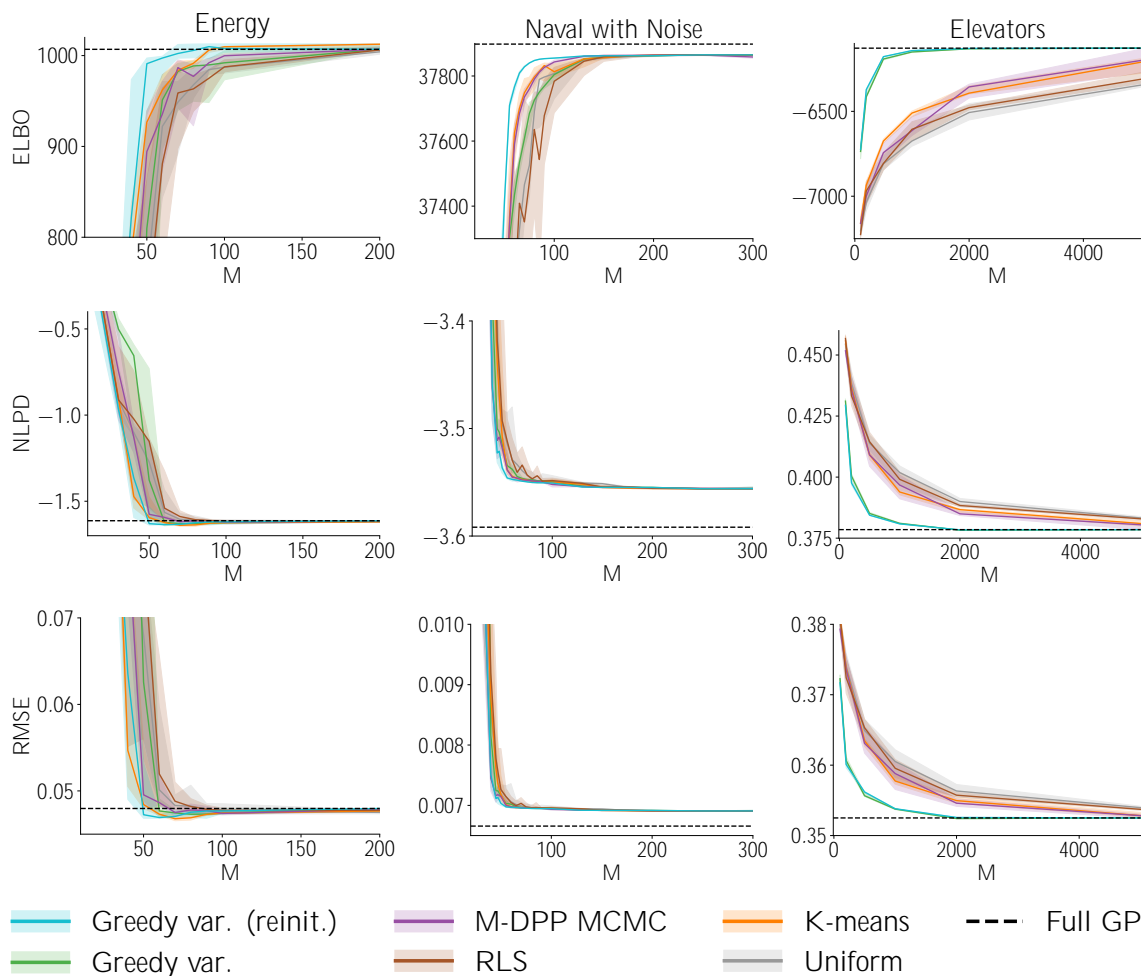 Energy
Naval with Noise
Elevators
ELBO
1000
900
800
50
100
150
200
M
37800
37600
37400
100
200
300
M
−6500
−7000
0
2000
4000
M
NLPD
−0.5
−1.0
−1.5
50
100
150
200
M
−3.4
−3.5
−3.6
100
200
300
M
0.450
0.425
0.400
0.375
0
2000
4000
M
RMSE
0.07
0.06
0.05
50
100
150
200
M
0.010
0.009
0.008
0.007
100
200
300
M
0.38
0.37
0.36
0.35
0
2000
4000
M
Greedy var. (reinit.)
M-DPP MCMC
K-means
Full GP
Greedy var.
RLS
Uniform